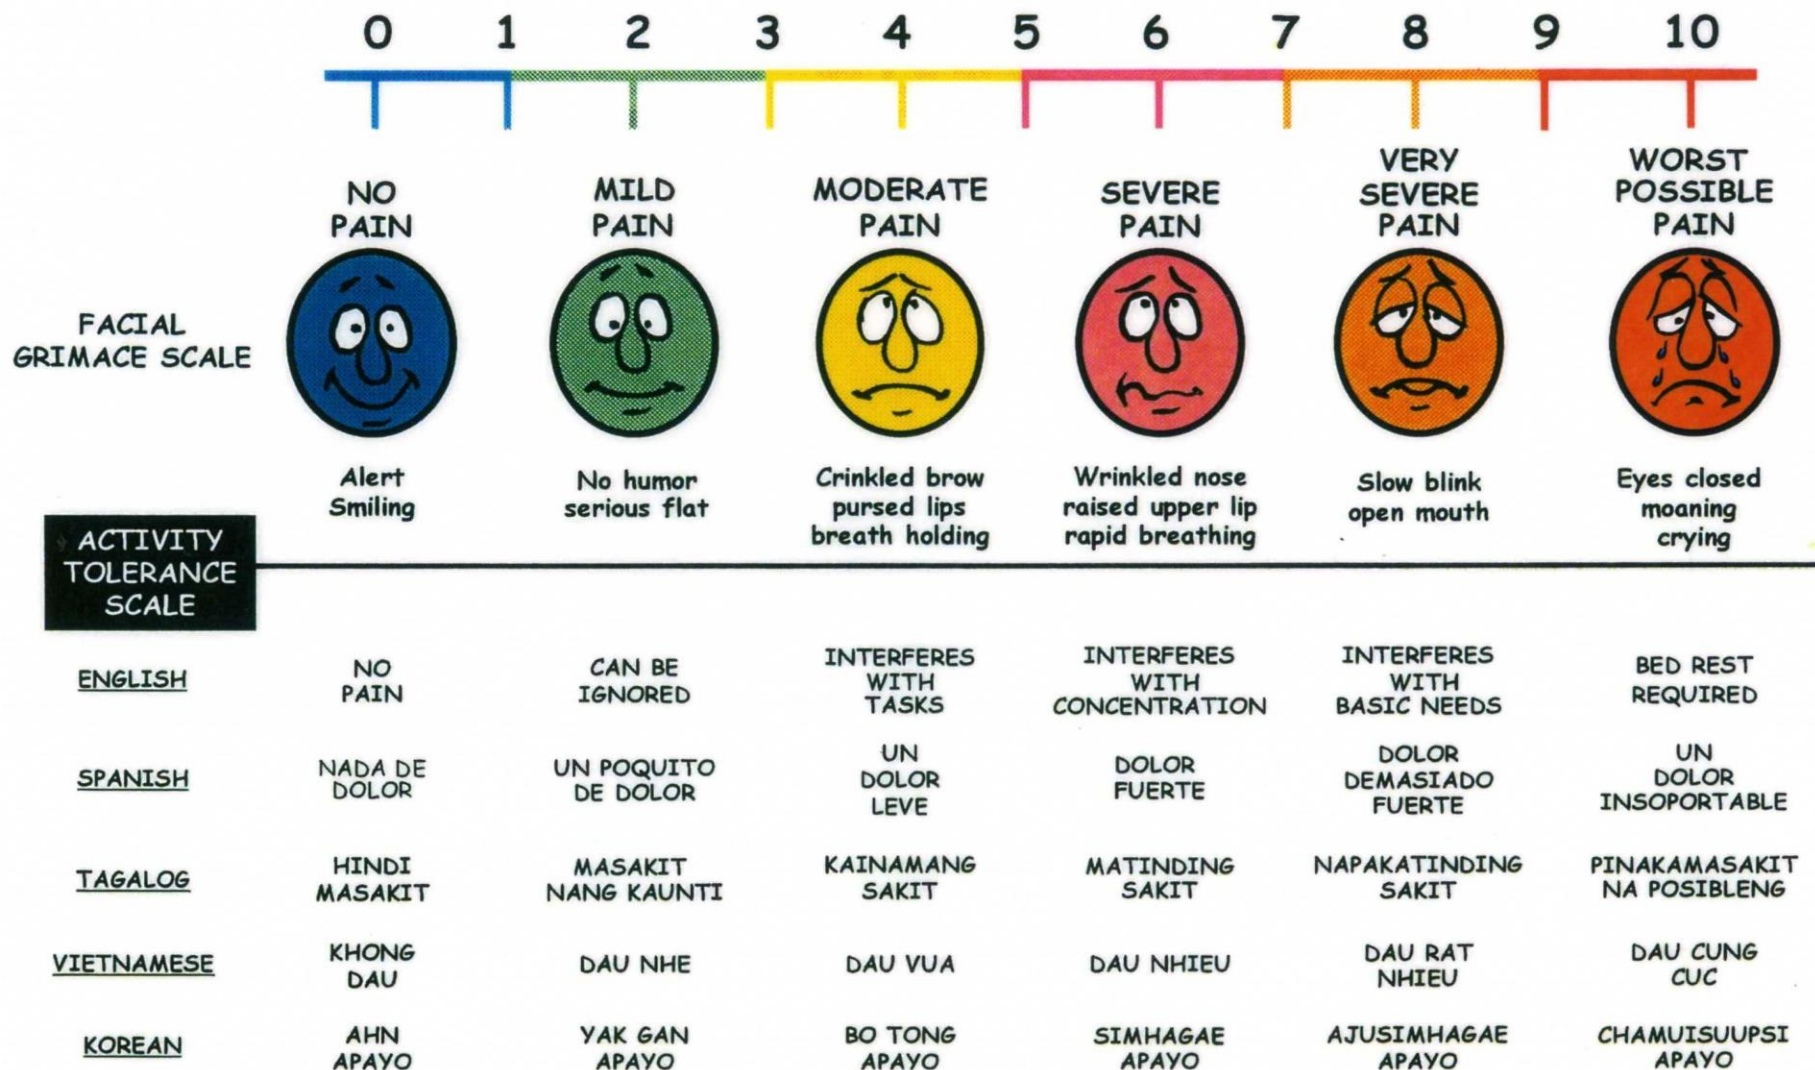 0 1 2 3 4 5 6 7 8 9 10
NO
PAIN
MILD
PAIN
MODERATE
PAIN
SEVERE
PAIN
VERY
SEVERE
PAIN
WORST
POSSIBLE
PAIN
FACIAL
GRIMACE SCALE
Alert
Smiling
No humor
serious flat
Crinkled brow
pursed lips
breath holding
Wrinkled nose
raised upper lip
rapid breathing
Slow blink
open mouth
Eyes closed
moaning
crying
ACTIVITY
TOLERANCE
SCALE
ENGLISH
NO
PAIN
CAN BE
IGNORED
INTERFERES
WITH
TASKS
INTERFERES
WITH
CONCENTRATION
INTERFERES
WITH
BASIC NEEDS
BED REST
REQUIRED
SPANISH
NADA DE
DOLOR
UN POQUITO
DE DOLOR
UN
DOLOR
LEVE
DOLOR
FUERTE
DOLOR
DEMASIADO
FUERTE
UN
DOLOR
INSOPORTABLE
TAGALOG
HINDI
MASAKIT
MASAKIT
NANG KAUNTI
KAINAMANG
SAKIT
MATINDING
SAKIT
NAPAKATINDING
SAKIT
PINAKAMASAKIT
NA POSIBLENG
VIETNAMESE
KHONG
DAU
DAU NHE
DAU VUA
DAU NHIEU
DAU RAT
NHIEU
DAU CUNG
CUC
KOREAN
AHN
APAYO
YAK GAN
APAYO
BO TONG
APAYO
SIMHAGAE
APAYO
AJUSIMHAGAE
APAYO
CHAMUISUUPSI
APAYO